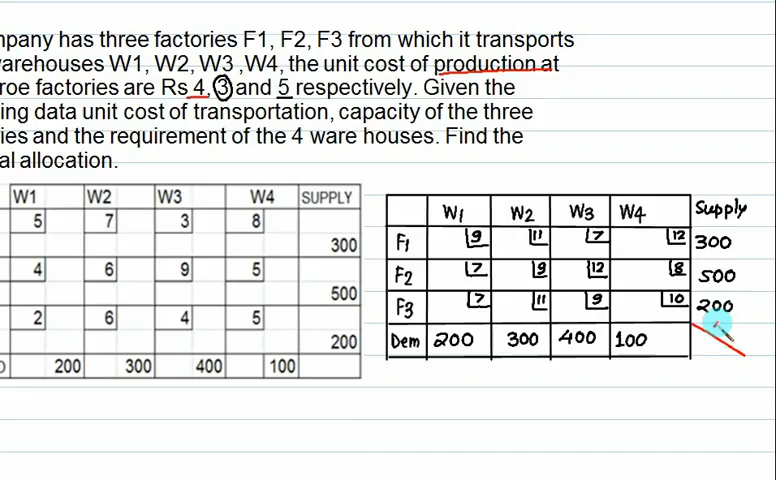 mpany has three factories F1, F2, F3 from which it transports
warehouses W1, W2, W3 ,W4, the unit cost of production at
roe factories are Rs 4, 3 and 5 respectively. Given the
ing data unit cost of transportation, capacity of the three
ies and the requirement of the 4 ware houses. Find the
al allocation.
W1 W2 W3 W4 SUPPLY
5 7 3 8
300
4 6 9 5
500
2 6 4 5
200
200 300 400 100
W1 W2 W3 W4 Supply
F1 9 11 7 12 300
F2 7 9 12 8 500
F3 7 11 9 10 200
Dem 200 300 400 100